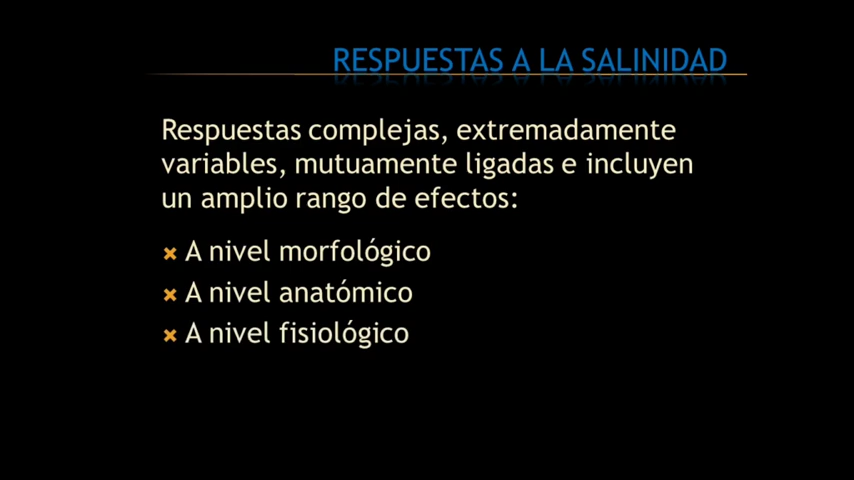 RESPUESTAS A LA SALINIDAD
Respuestas complejas, extremadamente
variables, mutuamente ligadas e incluyen
un amplio rango de efectos:
A nivel morfológico
A nivel anatómico
A nivel fisiológico